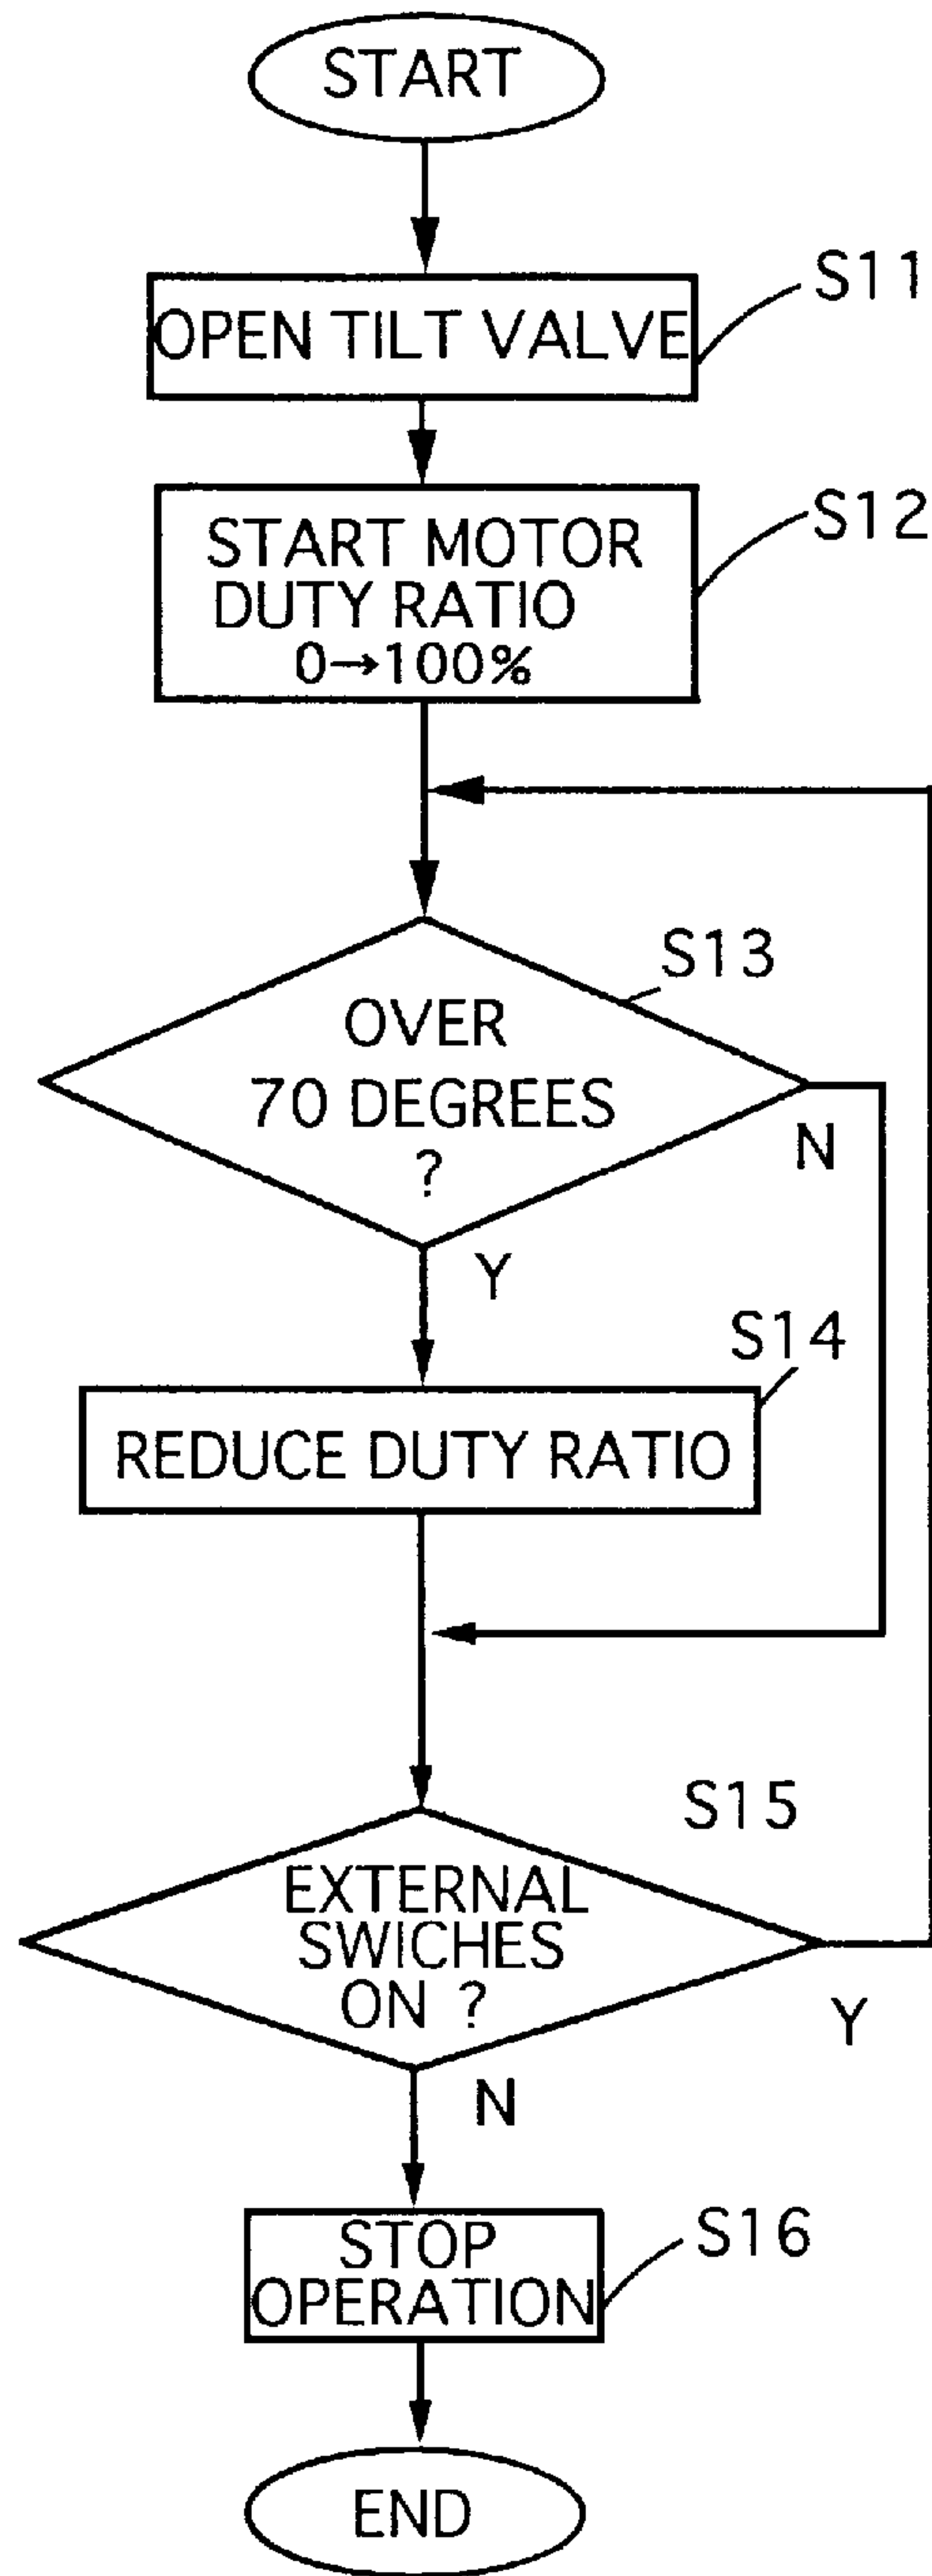 START
S11
OPEN TILT VALVE
S12
START MOTOR
DUTY RATIO
0→100%
S13
OVER
70 DEGREES
?
N
Y
S14
REDUCE DUTY RATIO
S15
EXTERNAL
SWICHES
ON ?
Y
N
S16
STOP
OPERATION
END